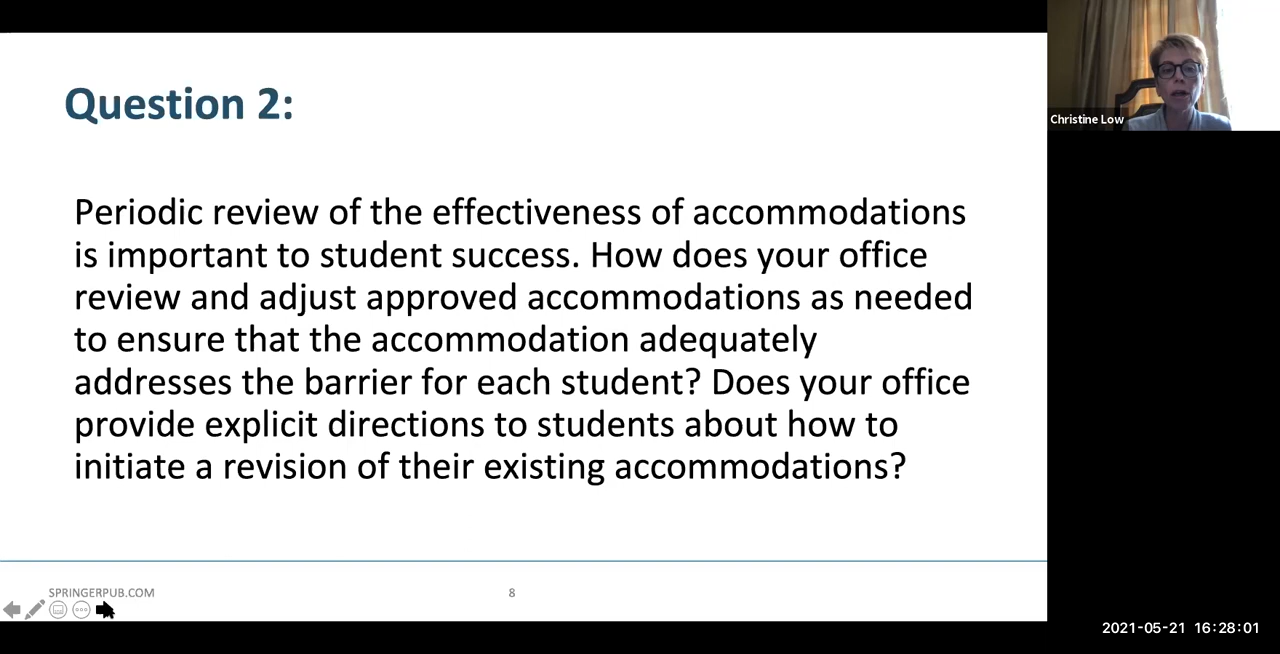 Question 2:
Periodic review of the effectiveness of accommodations
is important to student success. How does your office
review and adjust approved accommodations as needed
to ensure that the accommodation adequately
addresses the barrier for each student? Does your office
provide explicit directions to students about how to
initiate a revision of their existing accommodations?
SPRINGERPUB.COM
8
Christine Low
2021-05-21 16:28:01